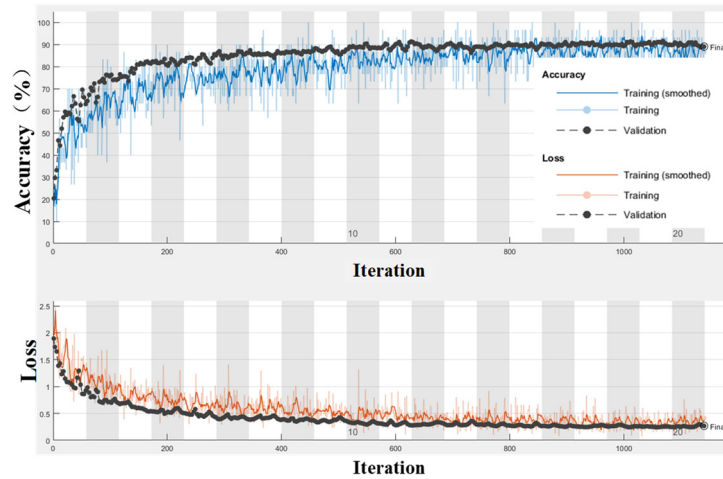 Accuracy (%)
100
90
80
70
60
50
40
30
20
10
0
Final
Accuracy
Training (smoothed)
Training
Validation
Loss
Training (smoothed)
Training
Validation
10
20
0
200
400
600
800
1000
Iteration
Loss
2.5
2
1.5
1
0.5
0
10
20
Final
0
200
400
600
800
1000
Iteration